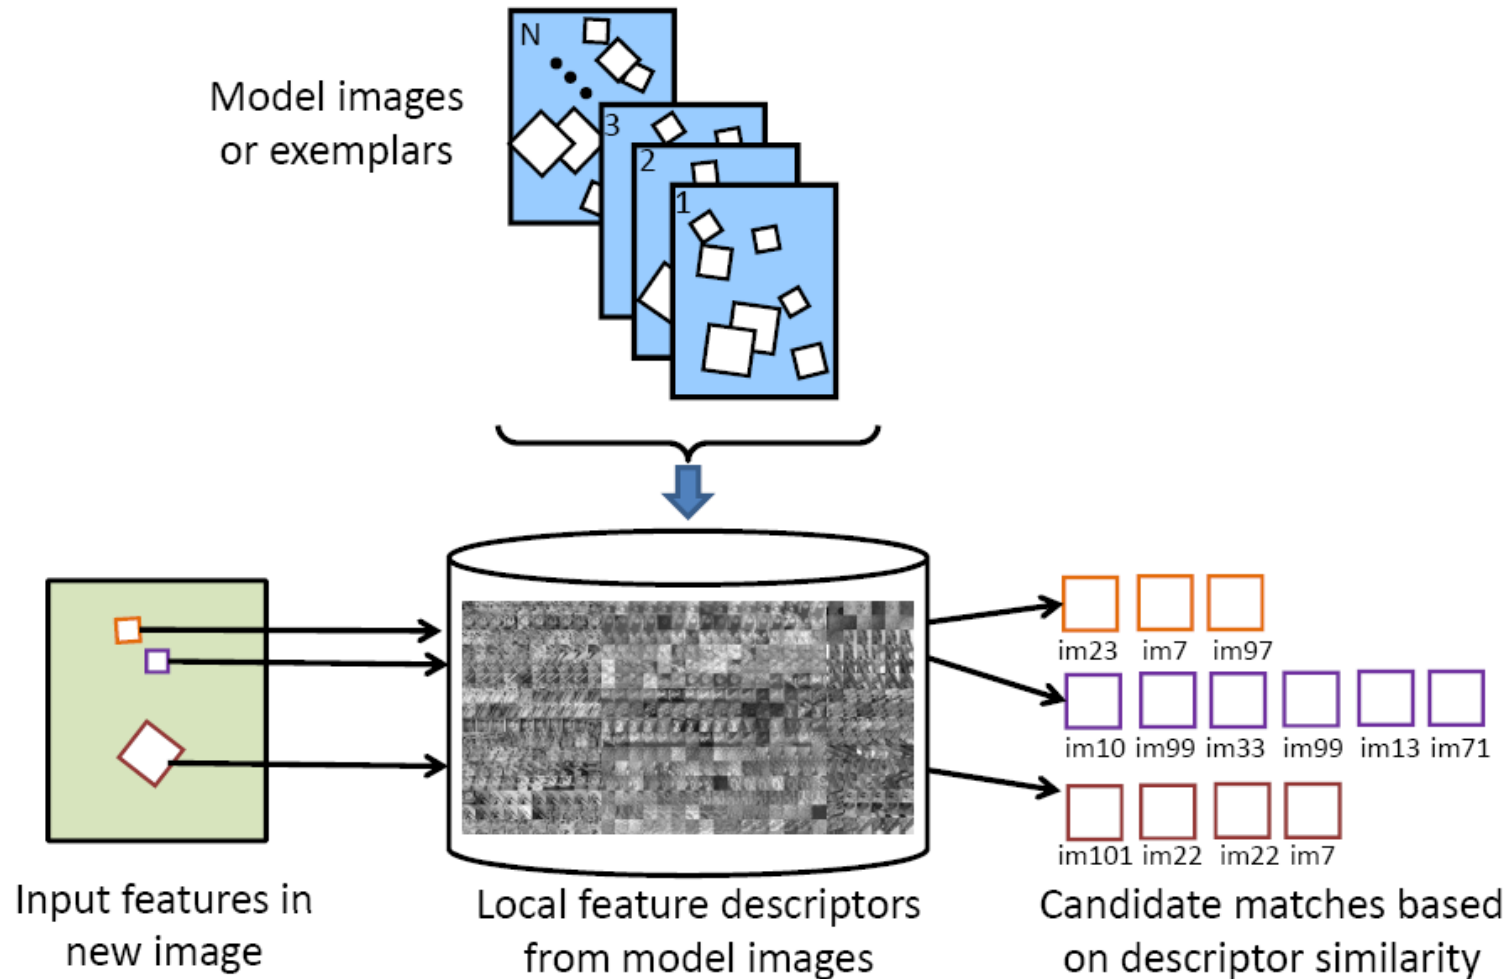 Model images
or exemplars
N
3
2
1
im23 im7 im97
im10 im99 im33 im99 im13 im71
im101 im22 im22 im7
Input features in
new image
Local feature descriptors
from model images
Candidate matches based
on descriptor similarity